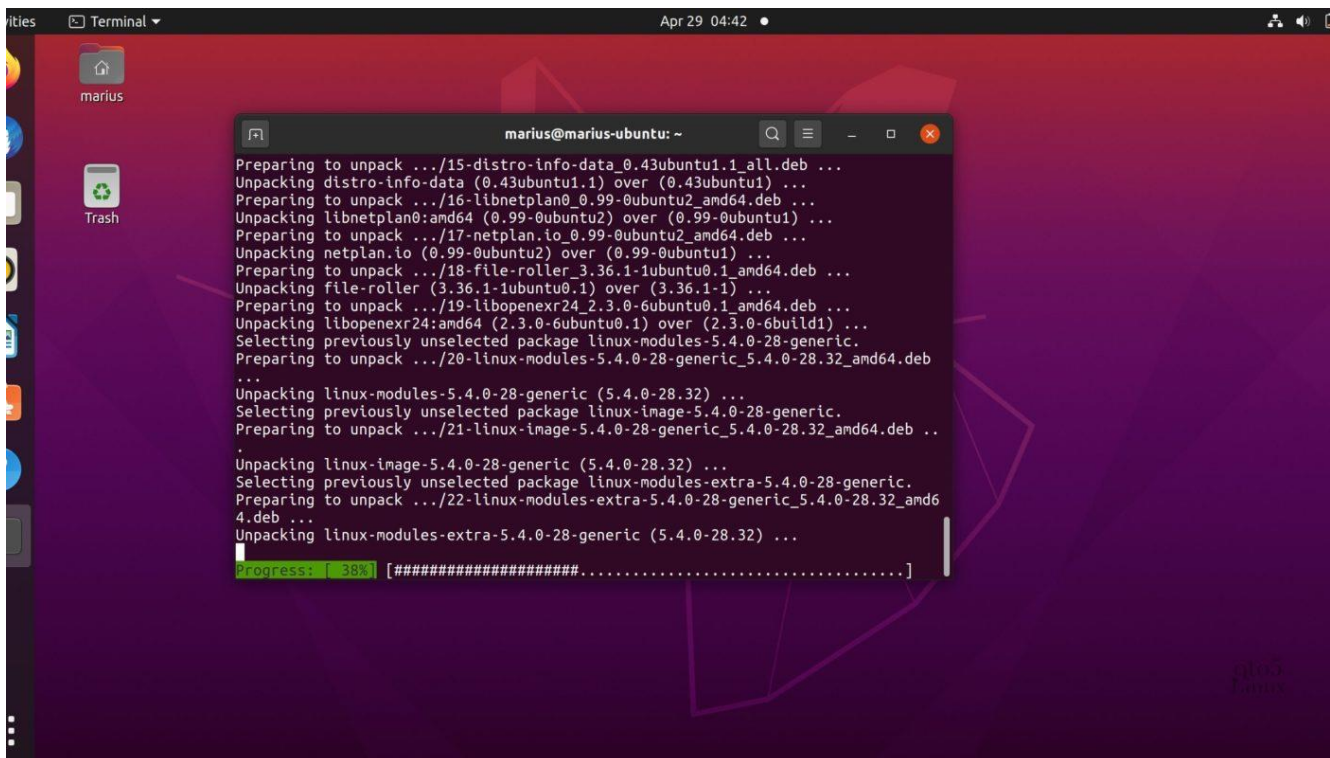 ities
Terminal
Apr 29 04:42
marius
Trash
marius@marius-ubuntu: ~
Preparing to unpack .../15-distro-info-data_0.43ubuntu1.1_all.deb ...
Unpacking distro-info-data (0.43ubuntu1.1) over (0.43ubuntu1) ...
Preparing to unpack .../16-libnetplan0_0.99-0ubuntu2_amd64.deb ...
Unpacking libnetplan0:amd64 (0.99-0ubuntu2) over (0.99-0ubuntu1) ...
Preparing to unpack .../17-netplan.io_0.99-0ubuntu2_amd64.deb ...
Unpacking netplan.io (0.99-0ubuntu2) over (0.99-0ubuntu1) ...
Preparing to unpack .../18-file-roller_3.36.1-1ubuntu0.1_amd64.deb ...
Unpacking file-roller (3.36.1-1ubuntu0.1) over (3.36.1-1) ...
Preparing to unpack .../19-libopenexr24_2.3.0-6ubuntu0.1_amd64.deb ...
Unpacking libopenexr24:amd64 (2.3.0-6ubuntu0.1) over (2.3.0-6build1) ...
Selecting previously unselected package linux-modules-5.4.0-28-generic.
Preparing to unpack .../20-linux-modules-5.4.0-28-generic_5.4.0-28.32_amd64.deb
...
Unpacking linux-modules-5.4.0-28-generic (5.4.0-28.32) ...
Selecting previously unselected package linux-image-5.4.0-28-generic.
Preparing to unpack .../21-linux-image-5.4.0-28-generic_5.4.0-28.32_amd64.deb ..
.
Unpacking linux-image-5.4.0-28-generic (5.4.0-28.32) ...
Selecting previously unselected package linux-modules-extra-5.4.0-28-generic.
Preparing to unpack .../22-linux-modules-extra-5.4.0-28-generic_5.4.0-28.32_amd6
4.deb ...
Unpacking linux-modules-extra-5.4.0-28-generic (5.4.0-28.32) ...
Progress: [ 38%] [#####################.....................................]
9to5
Linux